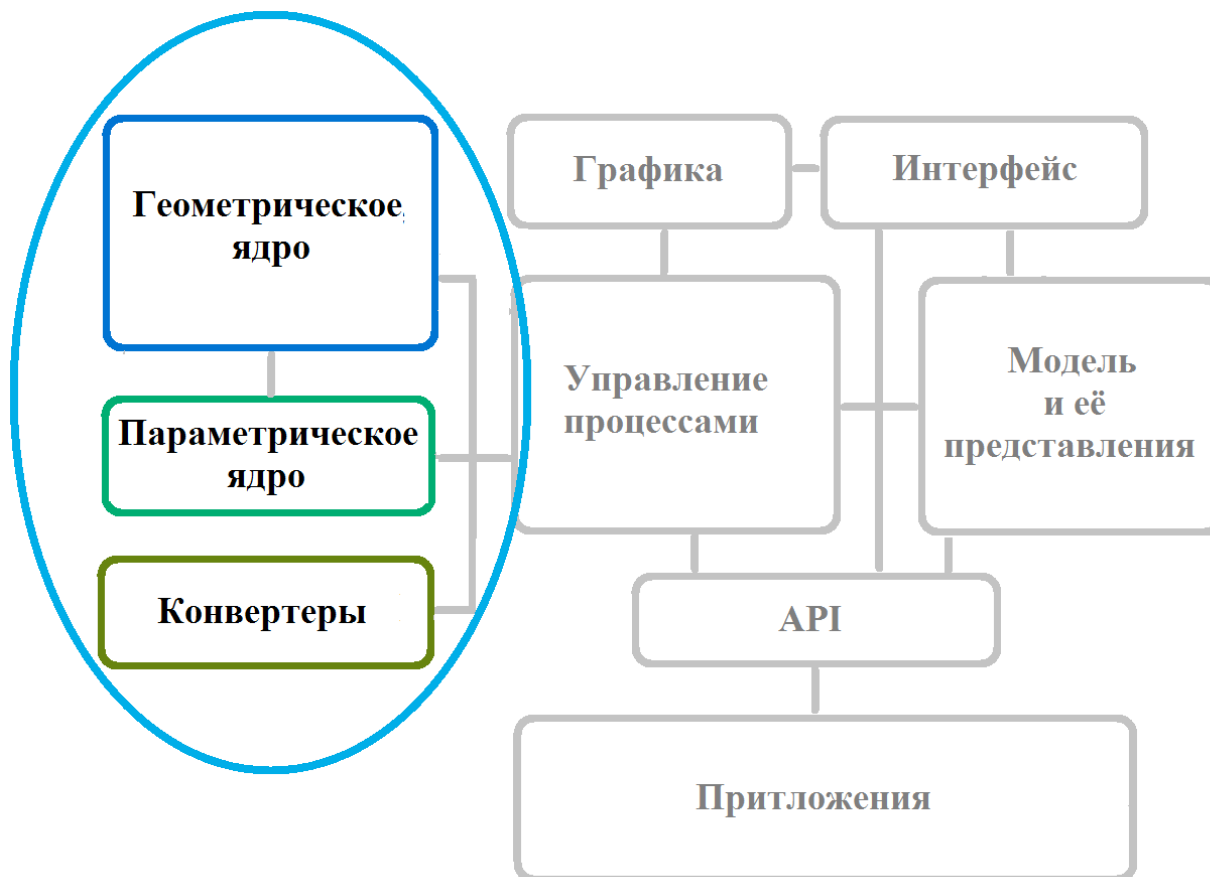 Геометрическое,
ядро
Параметрическое
ядро
Конвертеры
Графика
Интерфейс
Управление
процессами
Модель
и её
представления
API
Притложения